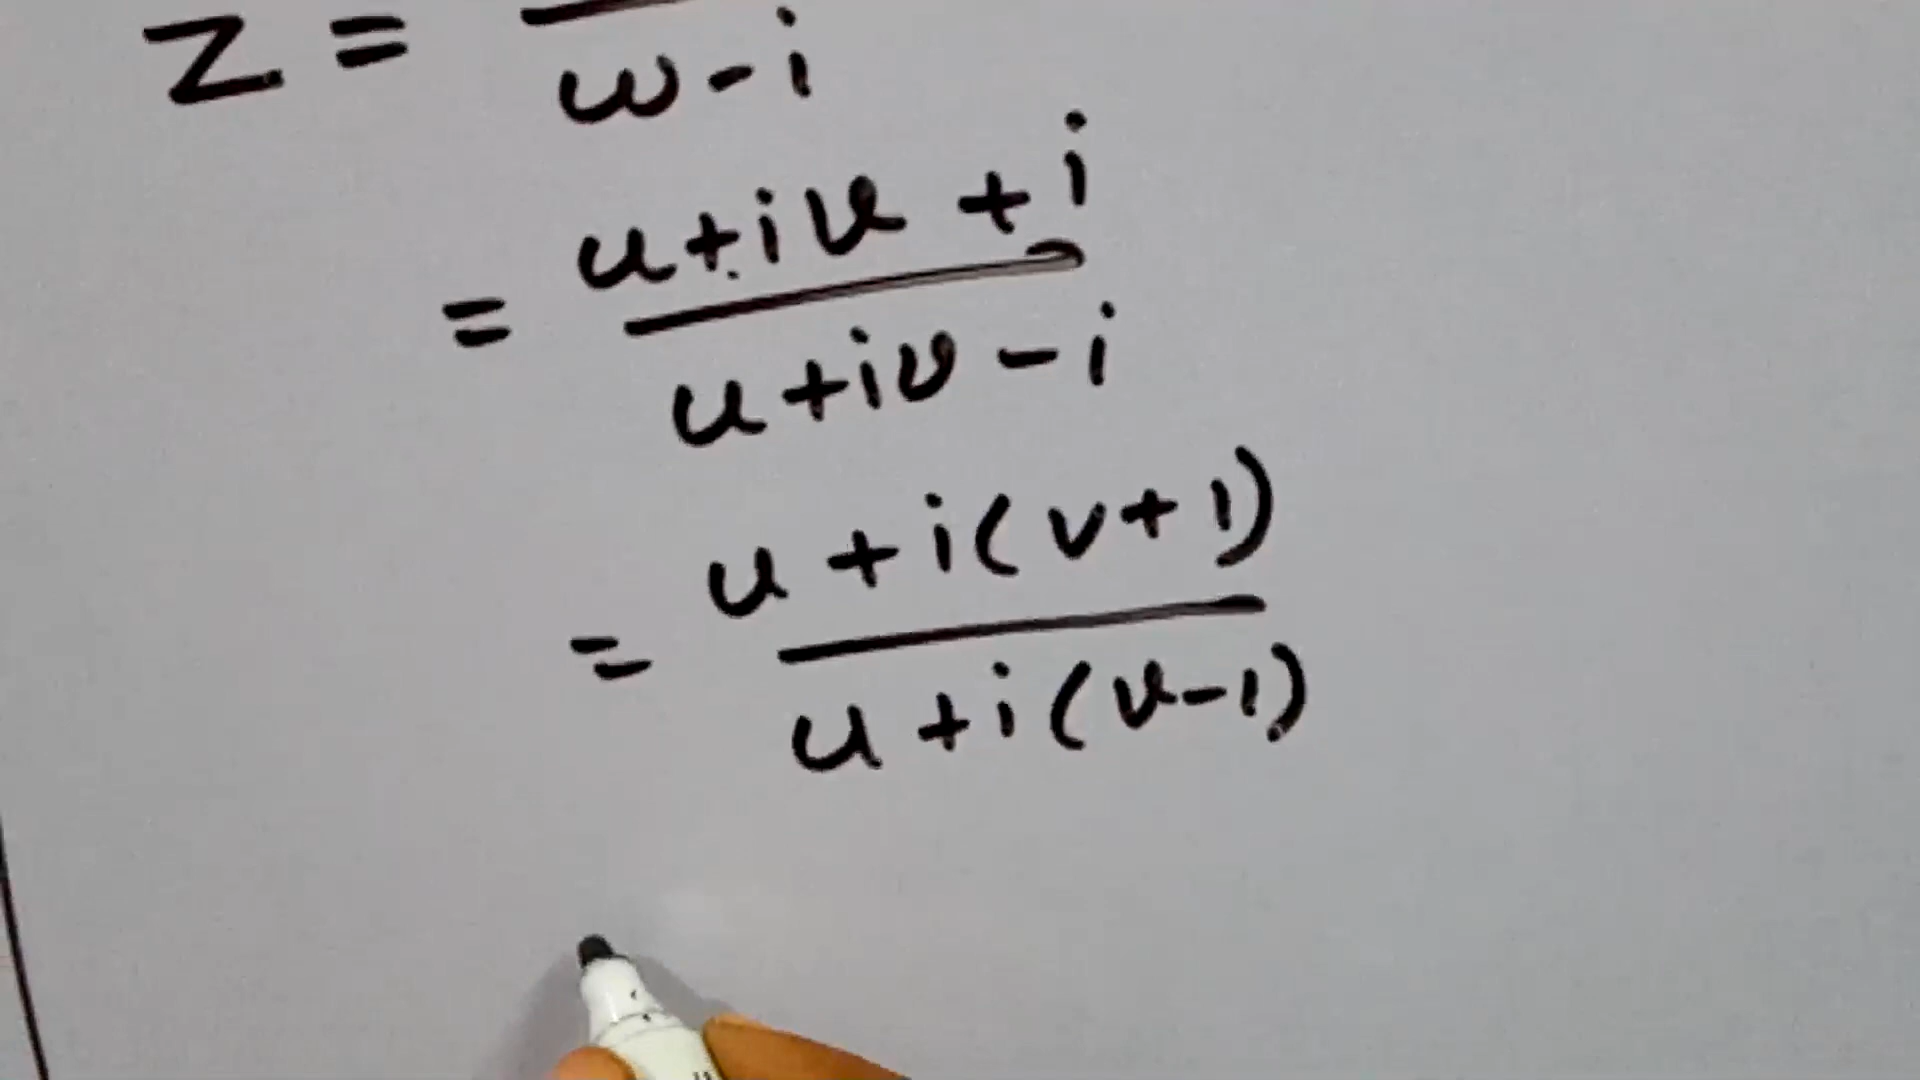 z = ―
w - i
= u + iv + i
u + iv - i
= u + i(v+1)
u + i(v-1)